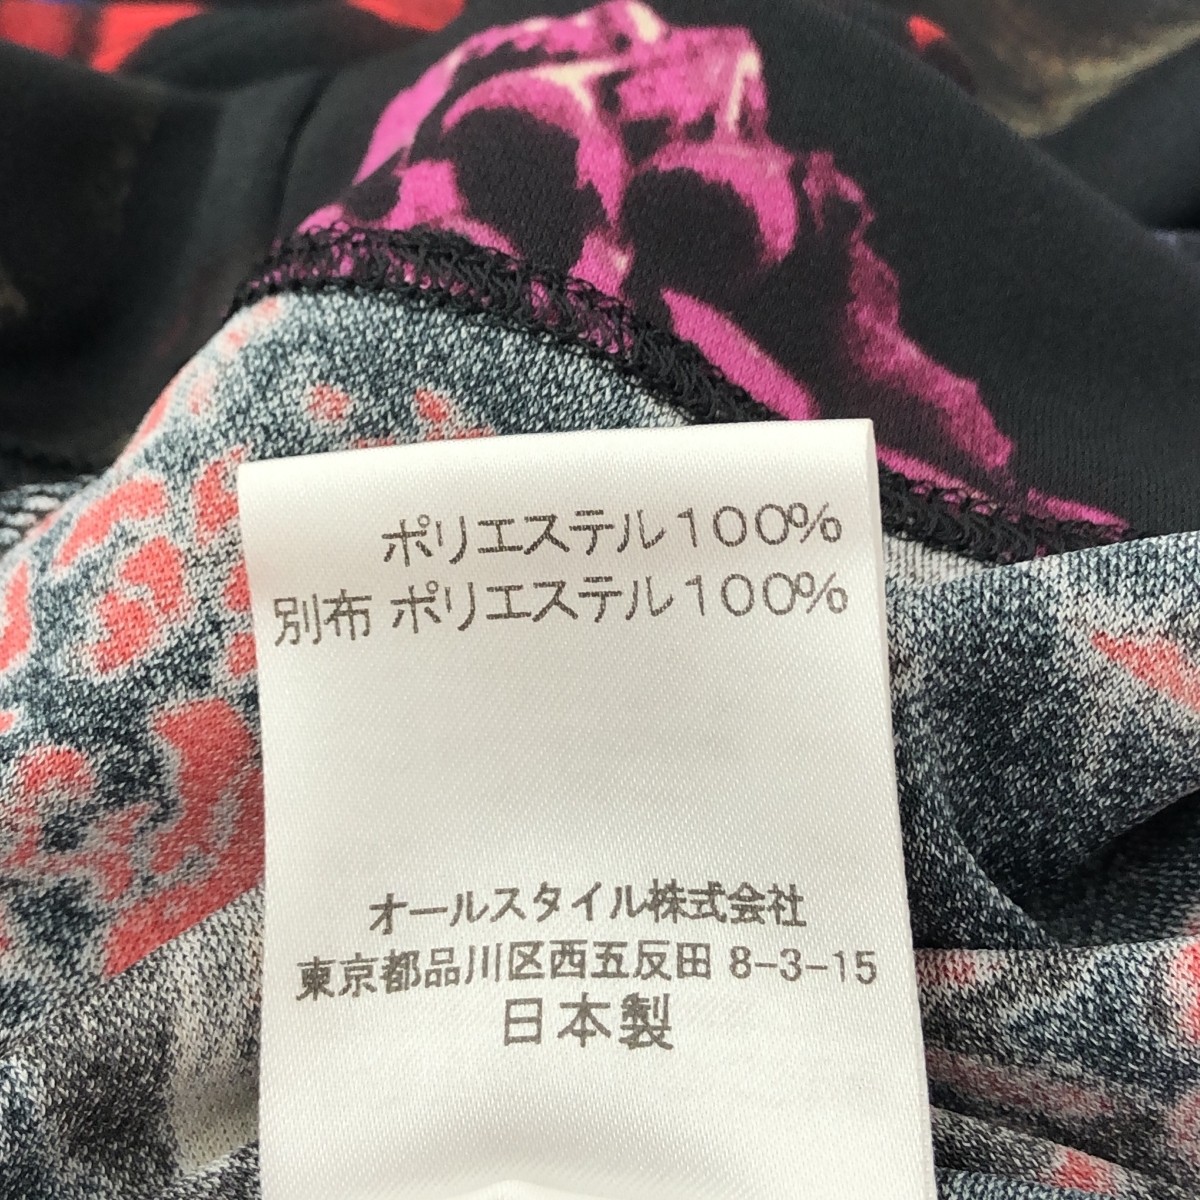 ポリエステル100%
別布 ポリエステル100%
オールスタイル株式会社
東京都品川区西五反田 8-3-15
日本製